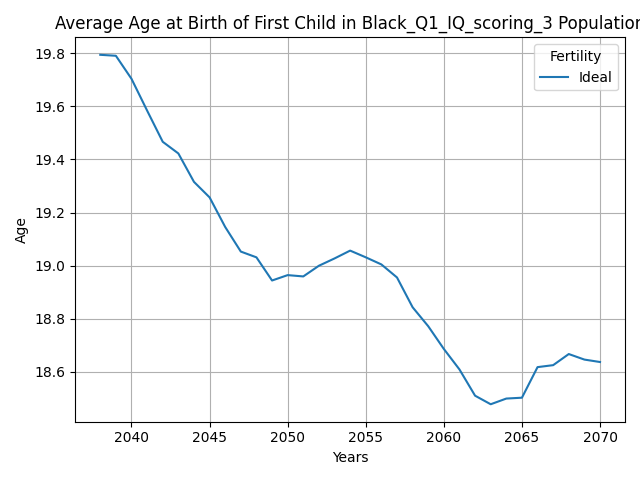 Average Age at Birth of First Child in Black_Q1_IQ_scoring_3 Population
Fertility
Ideal
19.8
19.6
19.4
19.2
19.0
18.8
18.6
Age
2040 2045 2050 2055 2060 2065 2070
Years